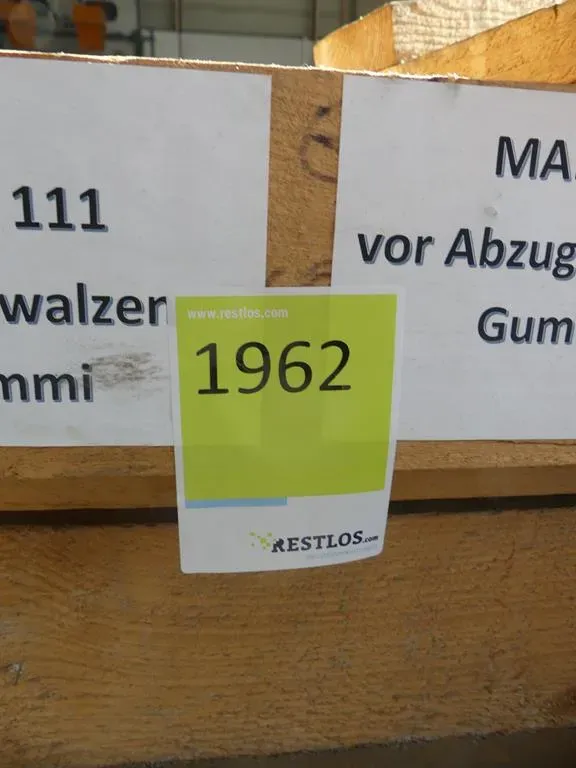 111
walzen
mmi
MA
vor Abzug
Gum
www.restlos.com
1962
RESTLOS.com